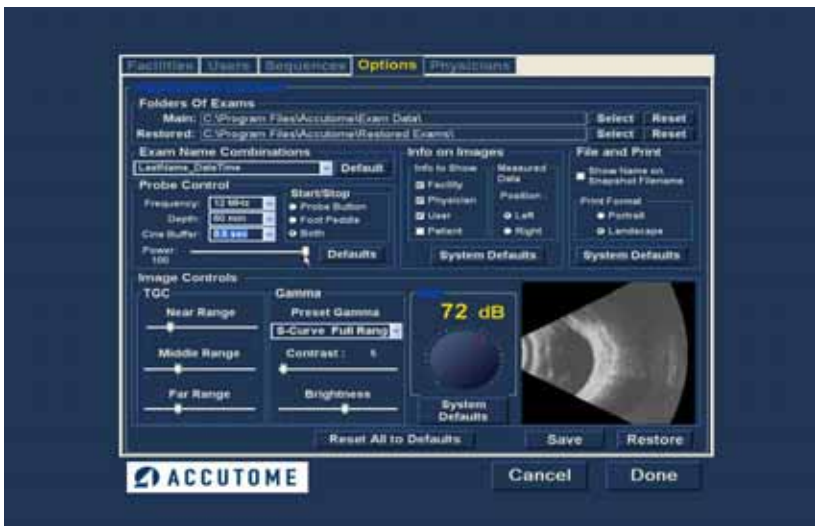 Facilities Users Sequences Options Physicians
Folders Of Exams
Main: C:\Program Files\Accutome\Exam Data\ Select Reset
Restored: C:\Program Files\Accutome\Restored Exams\ Select Reset
Exam Name Combinations
LastName_DateTime Default
Probe Control
Frequency: 12 MHz
Depth: 60 mm
Cine Buffer
Power
100
Start/Stop
Probe Button
Foot Peddle
Both
Defaults
Info on Images
Info to Show
Facility
Physician
User
Patient
Measured
Data
Position
Left
Right
System Defaults
File and Print
Show Name on
Snapshot Filename
Print Format
Portrait
Landscape
System Defaults
Image Controls
TGC
Near Range
Middle Range
Far Range
Gamma
Preset Gamma
S-Curve Full Rang
Contrast :
Brightness
72 dB
System
Defaults
Reset All to Defaults Save Restore
ACCUTOME Cancel Done